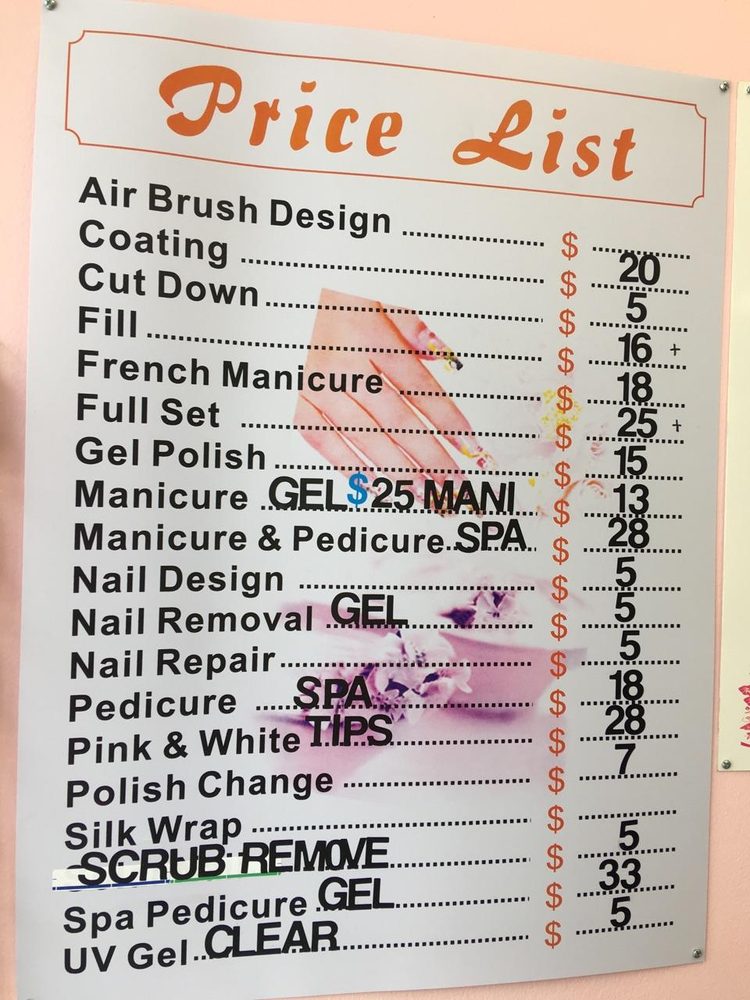 Price List
Air Brush Design ........ $ ........
Coating ........ $ 20
Cut Down ........ $ 5
Fill ........ $ 16 +
French Manicure ........ $ 18
Full Set ........ $ 25 +
Gel Polish ........ $ 15
Manicure GEL $25 MANI $ 13
Manicure & Pedicure SPA $ 28
Nail Design ........ $ 5
Nail Removal GEL ........ $ 5
Nail Repair ........ $ 5
Pedicure SPA ........ $ 18
Pink & White TIPS ........ $ 28
Polish Change ........ $ 7
Silk Wrap ........ $ ........
SCRUB REMOVE ........ $ 5
Spa Pedicure GEL ........ $ 33
UV Gel CLEAR ........ $ 5